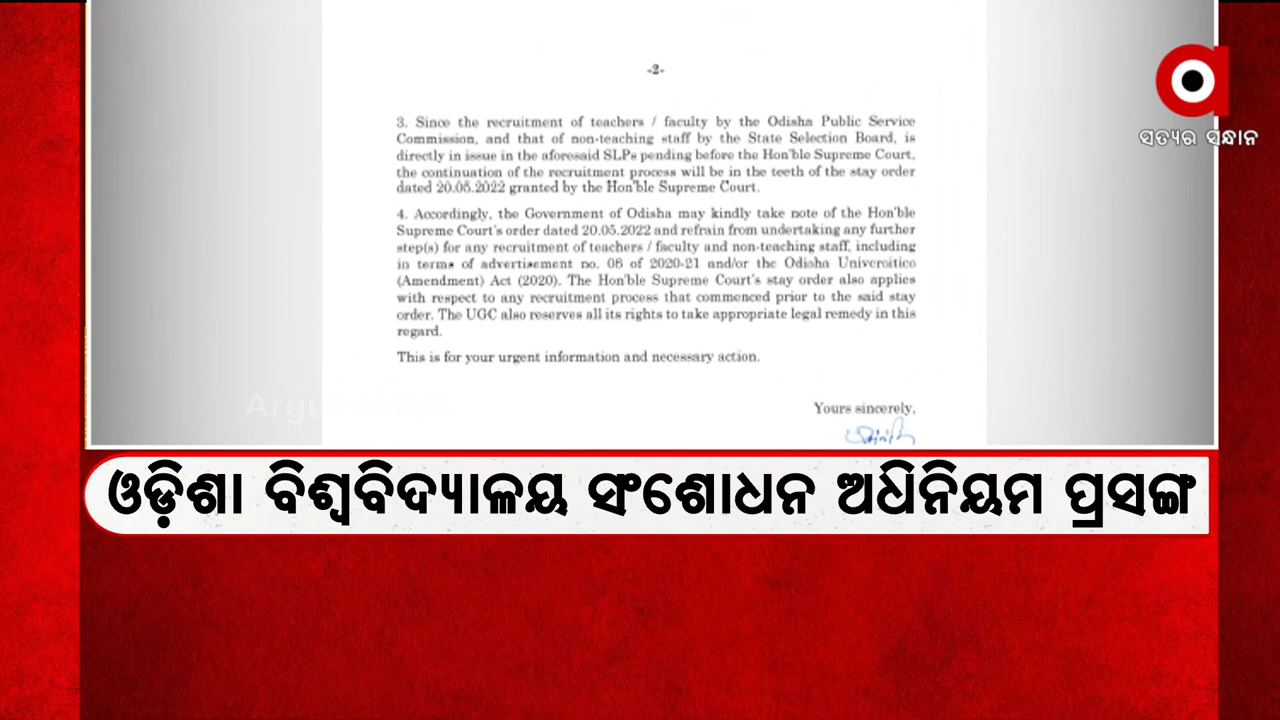 -2-
3. Since the recruitment of teachers / faculty by the Odisha Public Service
Commission, and that of non-teaching staff by the State Selection Board, is
directly in issue in the aforesaid SLPs pending before the Hon'ble Supreme Court,
the continuation of the recruitment process will be in the teeth of the stay order
dated 20.05.2022 granted by the Hon'ble Supreme Court.
4. Accordingly, the Government of Odisha may kindly take note of the Hon'ble
Supreme Court's order dated 20.05.2022 and refrain from undertaking any further
step(s) for any recruitment of teachers / faculty and non-teaching staff, including
in terms of advertisement no. 08 of 2020-21 and/or the Odisha Universities
(Amendment) Act (2020). The Hon'ble Supreme Court's stay order also applies
with respect to any recruitment process that commenced prior to the said stay
order. The UGC also reserves all its rights to take appropriate legal remedy in this
regard.
This is for your urgent information and necessary action.
Yours sincerely,
ସତ୍ୟର ସନ୍ଧାନ
ଓଡ଼ିଶା ବିଶ୍ୱବିଦ୍ୟାଳୟ ସଂଶୋଧନ ଅଧିନିୟମ ପ୍ରସଙ୍ଗ